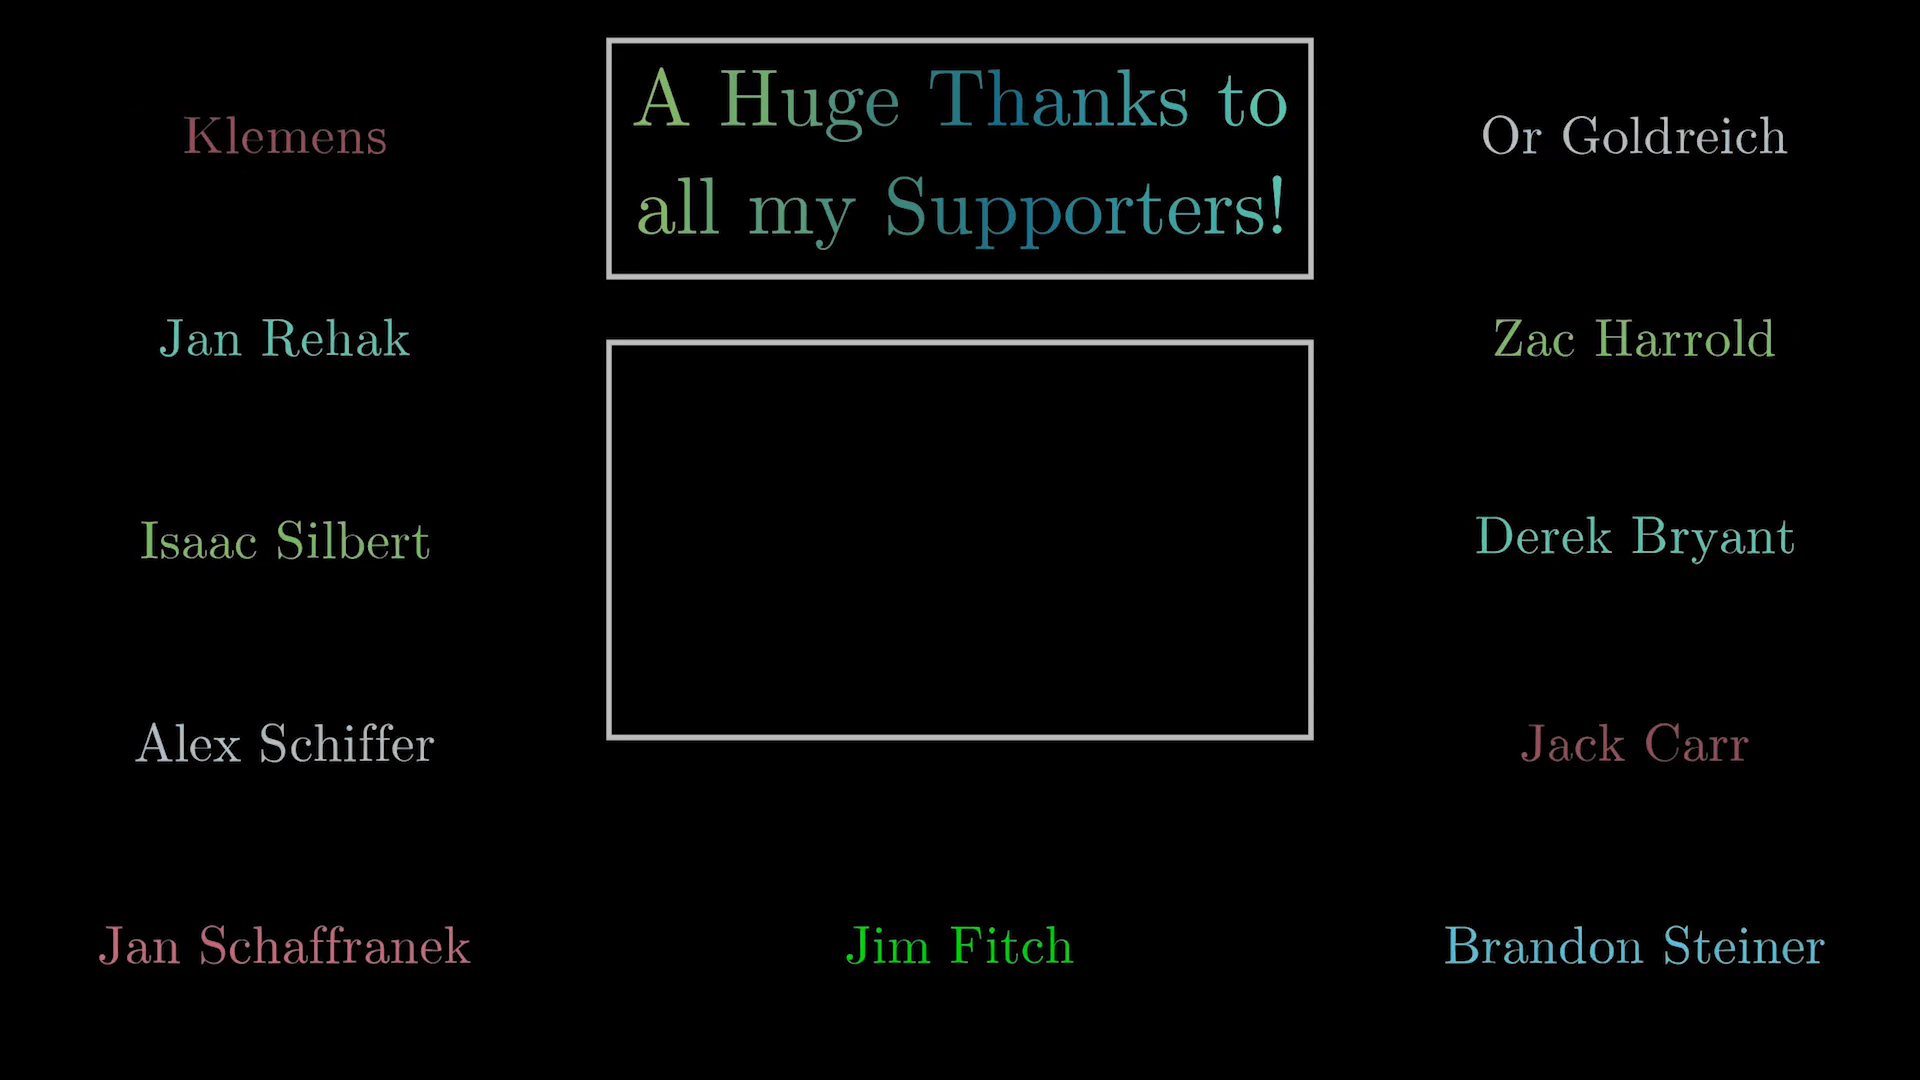 A Huge Thanks to
all my Supporters!
Klemens
Or Goldreich
Jan Rehak
Zac Harrold
Isaac Silbert
Derek Bryant
Alex Schiffer
Jack Carr
Jan Schaffranek
Jim Fitch
Brandon Steiner